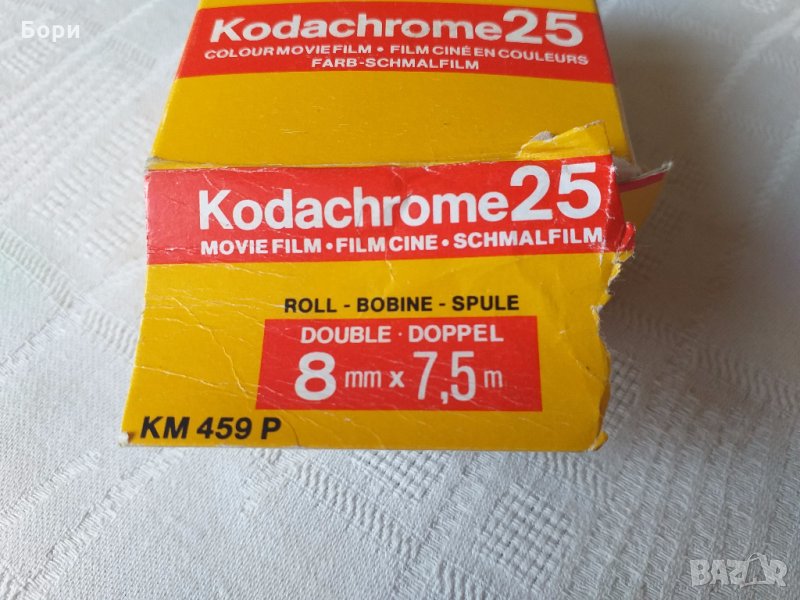 Бори
Kodachrome25
COLOUR MOVIE FILM • FILM CINÉ EN COULEURS
FARB-SCHMALFILM
Kodachrome25
MOVIE FILM • FILM CINE • SCHMALFILM
ROLL - BOBINE - SPULE
DOUBLE · DOPPEL
8 mm x 7,5 m
KM 459 P
BAZAR